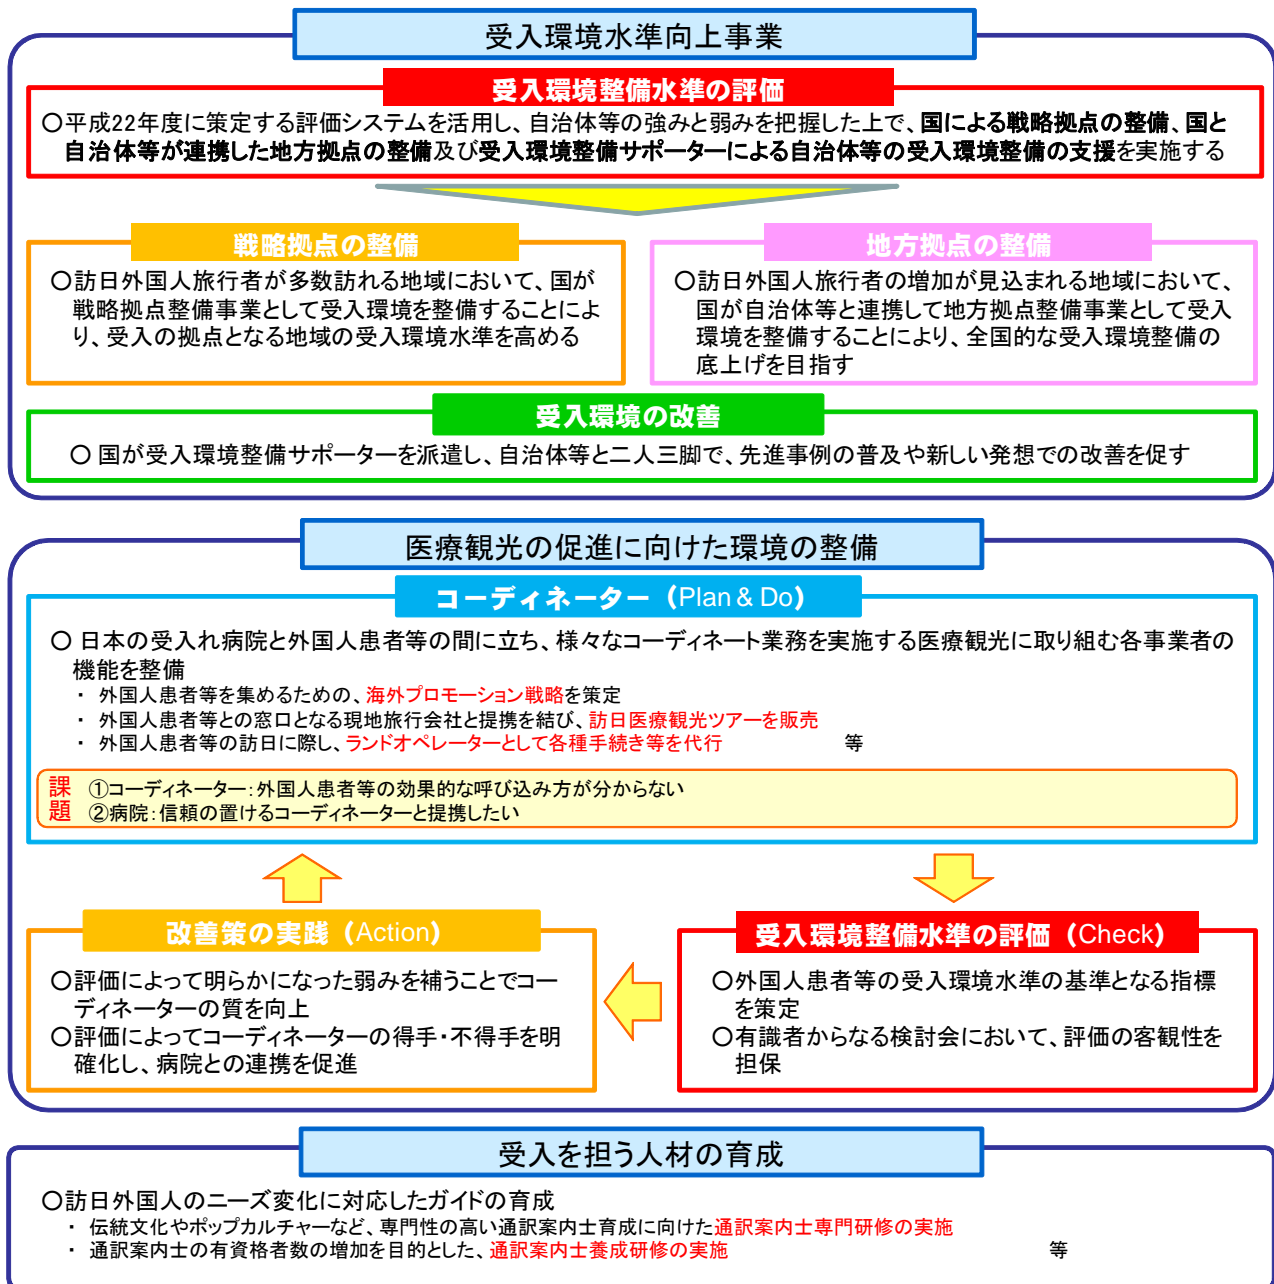 受入環境水準向上事業
受入環境整備水準の評価
○平成22年度に策定する評価システムを活用し、自治体等の強みと弱みを把握した上で、国による戦略拠点の整備、国と
自治体等が連携した地方拠点の整備及び受入環境整備サポーターによる自治体等の受入環境整備の支援を実施する
戦略拠点の整備
○訪日外国人旅行者が多数訪れる地域において、国が
戦略拠点整備事業として受入環境を整備することによ
り、受入の拠点となる地域の受入環境水準を高める
地方拠点の整備
○訪日外国人旅行者の増加が見込まれる地域において、
国が自治体等と連携して地方拠点整備事業として受入
環境を整備することにより、全国的な受入環境整備の
底上げを目指す
受入環境の改善
○ 国が受入環境整備サポーターを派遣し、自治体等と二人三脚で、先進事例の普及や新しい発想での改善を促す
医療観光の促進に向けた環境の整備
コーディネーター（Plan & Do）
○ 日本の受入れ病院と外国人患者等の間に立ち、様々なコーディネート業務を実施する医療観光に取り組む各事業者の
機能を整備
・ 外国人患者等を集めるための、海外プロモーション戦略を策定
・ 外国人患者等との窓口となる現地旅行会社と提携を結び、訪日医療観光ツアーを販売
・ 外国人患者等の訪日に際し、ランドオペレーターとして各種手続き等を代行 等
課題
①コーディネーター：外国人患者等の効果的な呼び込み方が分からない
②病院：信頼の置けるコーディネーターと提携したい
改善策の実践（Action）
○評価によって明らかになった弱みを補うことでコー
ディネーターの質を向上
○評価によってコーディネーターの得手・不得手を明
確化し、病院との連携を促進
受入環境整備水準の評価（Check）
○外国人患者等の受入環境水準の基準となる指標
を策定
○有識者からなる検討会において、評価の客観性を
担保
受入を担う人材の育成
○訪日外国人のニーズ変化に対応したガイドの育成
・ 伝統文化やポップカルチャーなど、専門性の高い通訳案内士育成に向けた通訳案内士専門研修の実施
・ 通訳案内士の有資格者数の増加を目的とした、通訳案内士養成研修の実施 等